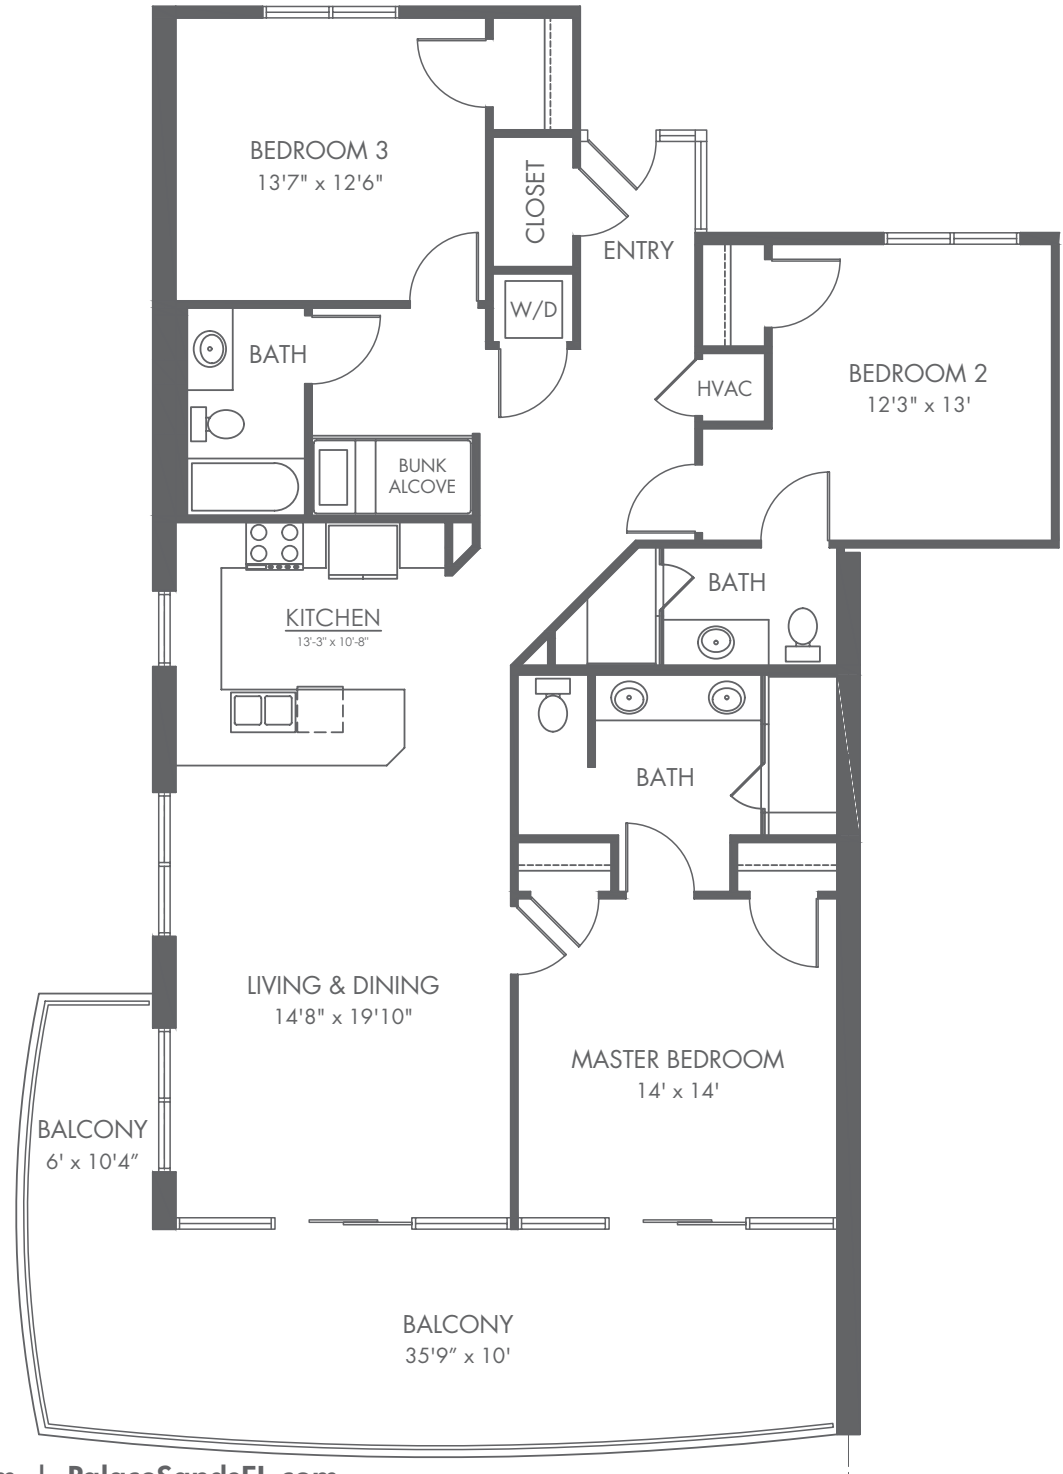 BEDROOM 3
13'7" x 12'6"
CLOSET
ENTRY
W/D
BATH
HVAC
BEDROOM 2
12'3" x 13'
BUNK
ALCOVE
BATH
KITCHEN
13'-3" x 10'-8"
BATH
LIVING & DINING
14'8" x 19'10"
MASTER BEDROOM
14' x 14'
BALCONY
6' x 10'4”
BALCONY
35'9” x 10'
| PalaceSandsFL.com